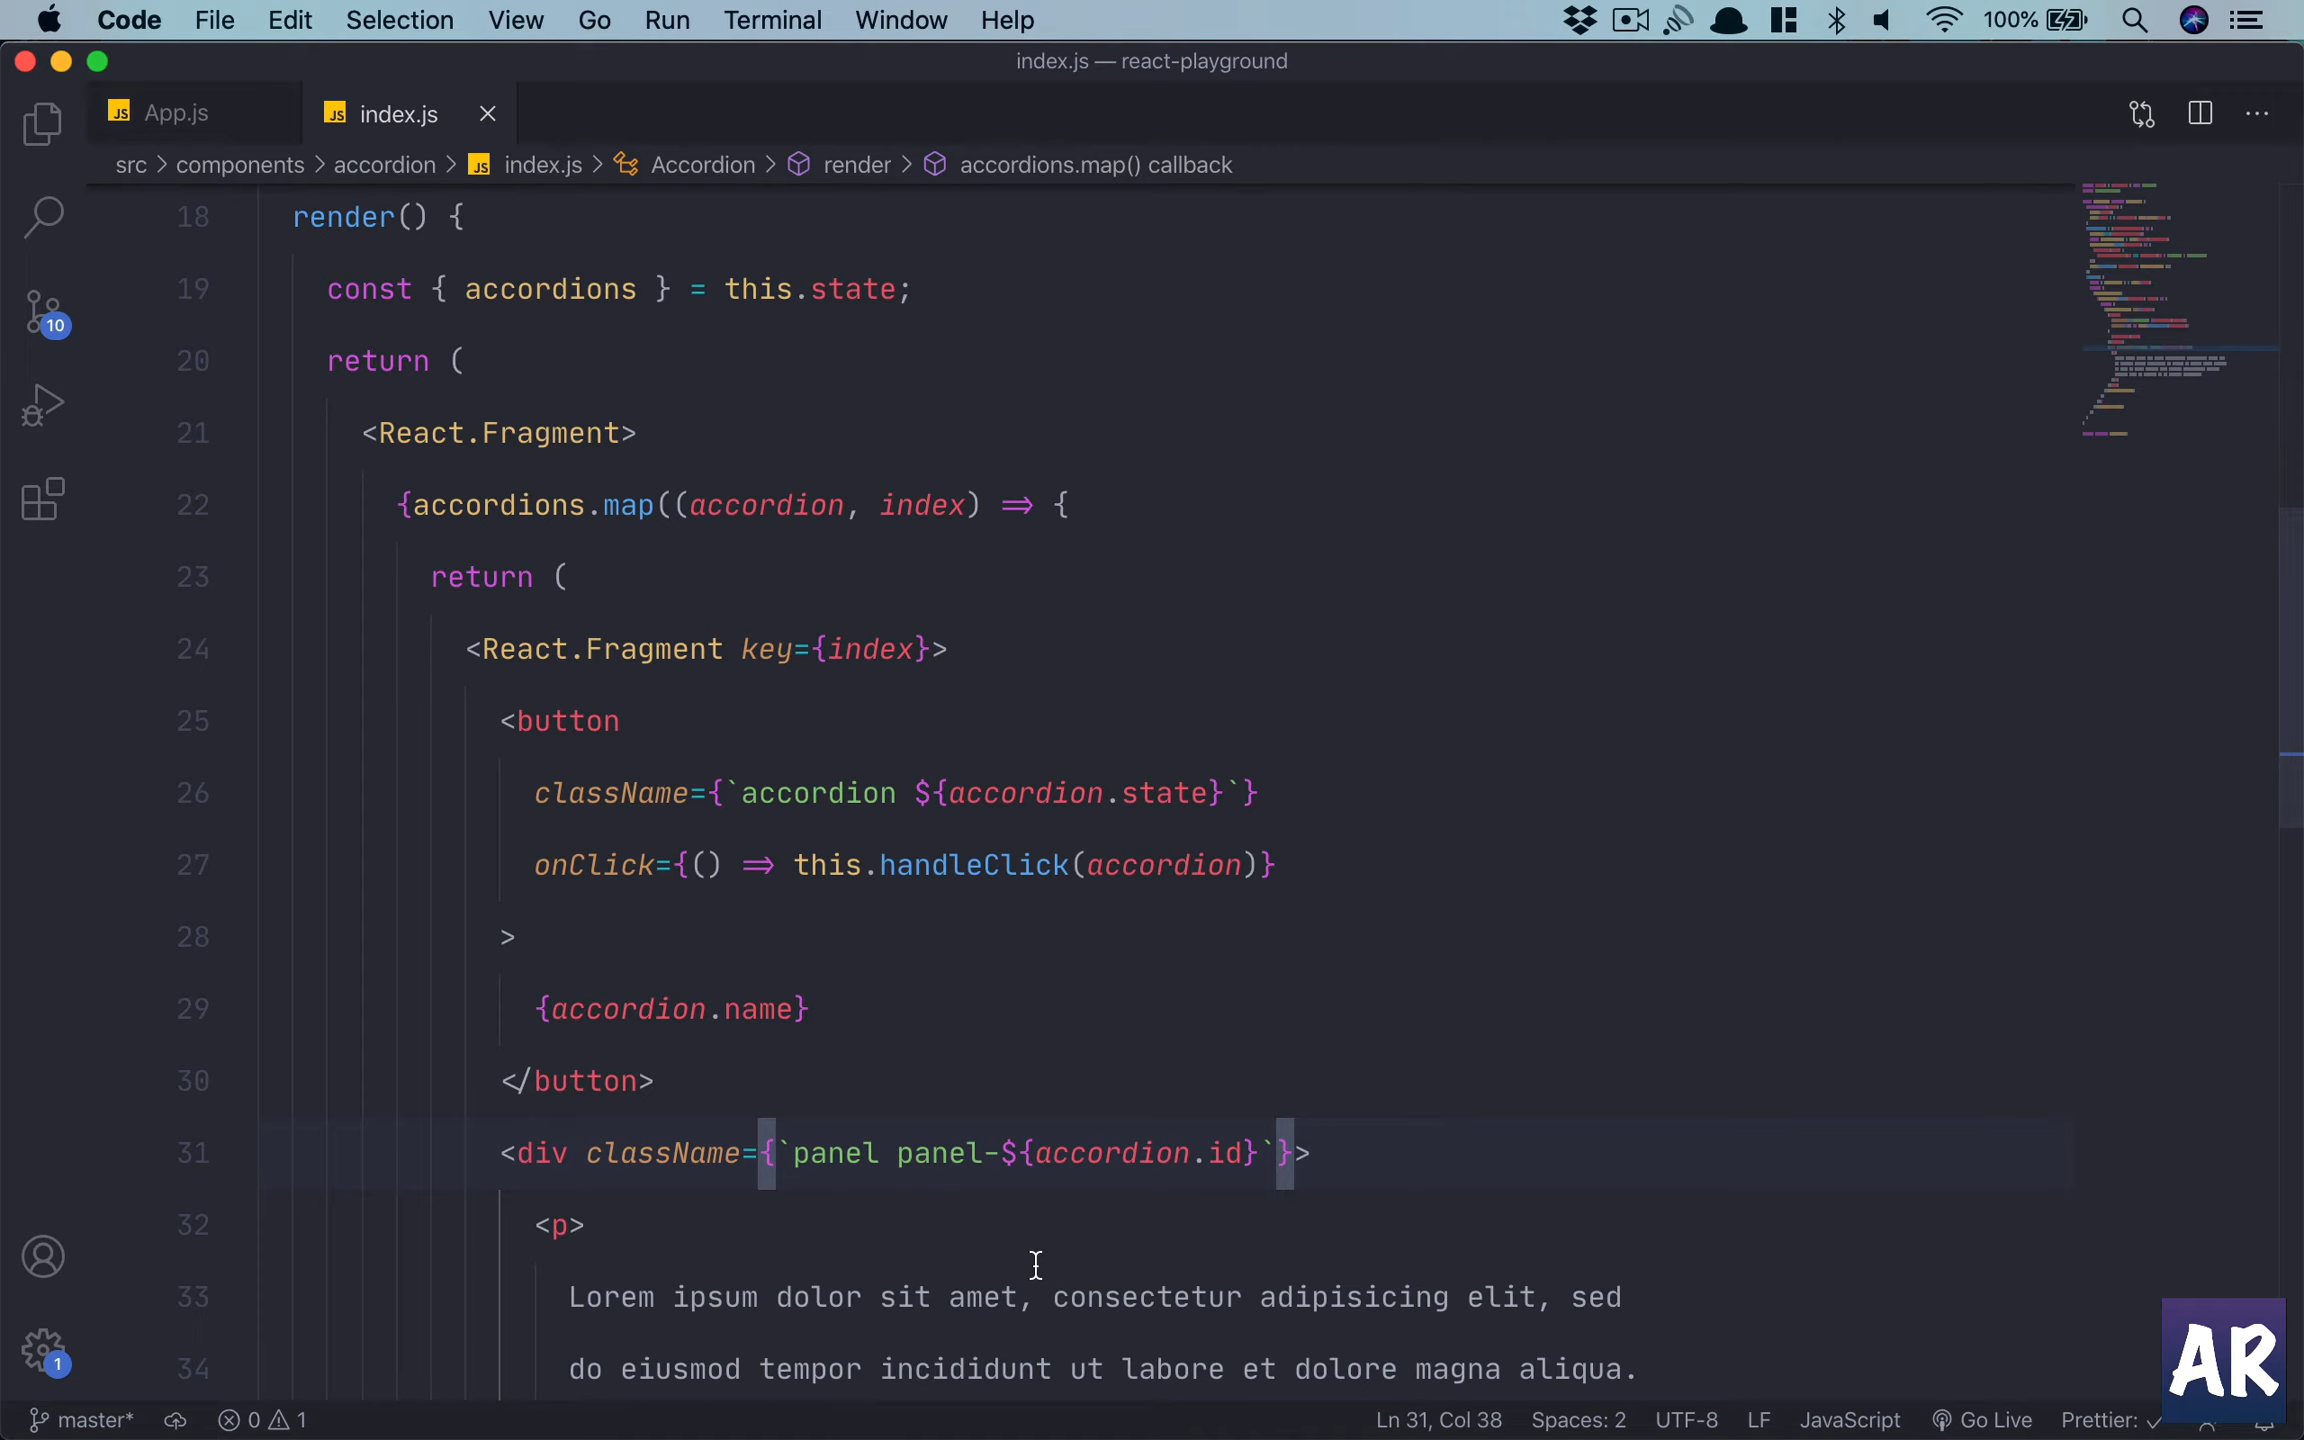 Code File Edit Selection View Go Run Terminal Window Help 100%
index.js — react-playground
JS App.js JS index.js
src > components > accordion > JS index.js > Accordion > render > accordions.map() callback
18 render() {
19 const { accordions } = this.state;
20 return (
21 <React.Fragment>
22 {accordions.map((accordion, index) => {
23 return (
24 <React.Fragment key={index}>
25 <button
26 className={`accordion ${accordion.state}`}
27 onClick={() => this.handleClick(accordion)}
28 >
29 {accordion.name}
30 </button>
31 <div className={`panel panel-${accordion.id}`}>
32 <p>
33 Lorem ipsum dolor sit amet, consectetur adipisicing elit, sed
34 do eiusmod tempor incididunt ut labore et dolore magna aliqua.
10
1
AR
master* 0 1 Ln 31, Col 38 Spaces: 2 UTF-8 LF JavaScript Go Live Prettier: ✓